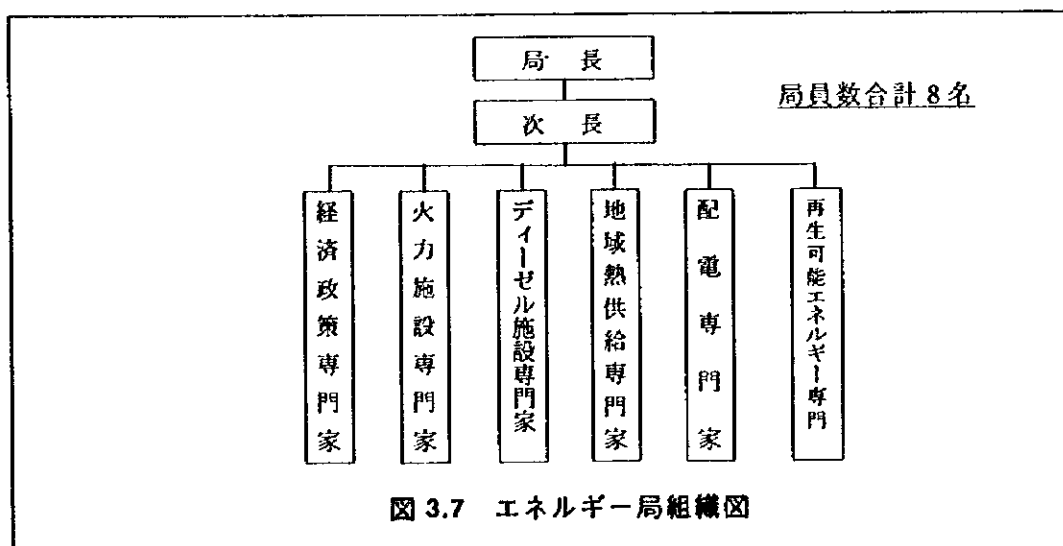 局 長
局員数合計 8 名
次 長
経済政策専門家
火力施設専門家
ディーゼル施設専門家
地域熱供給専門家
配電専門家
再生可能エネルギー専門
図 3.7 エネルギー局組織図